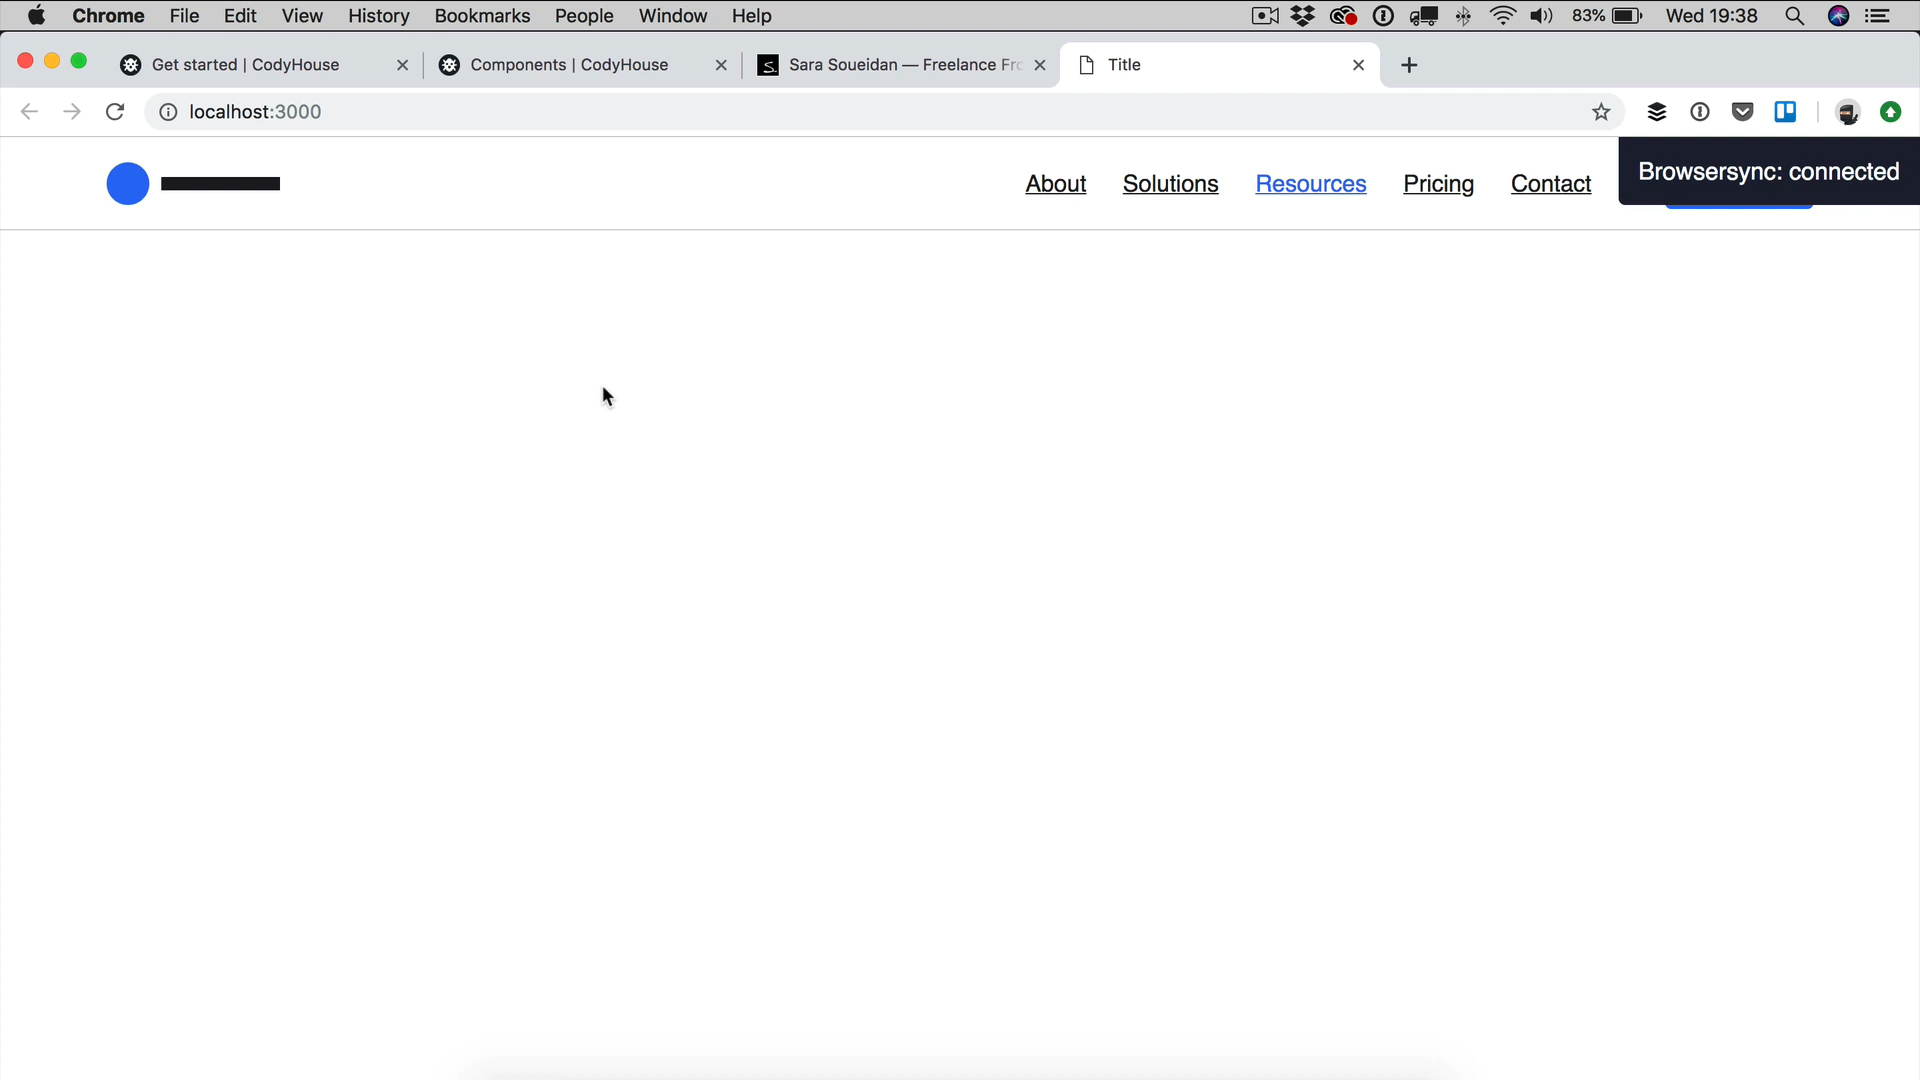 Chrome File Edit View History Bookmarks People Window Help 83% Wed 19:38
Get started | CodyHouse Components | CodyHouse Sara Soueidan — Freelance Fro Title
localhost:3000
About Solutions Resources Pricing Contact Browsersync: connected